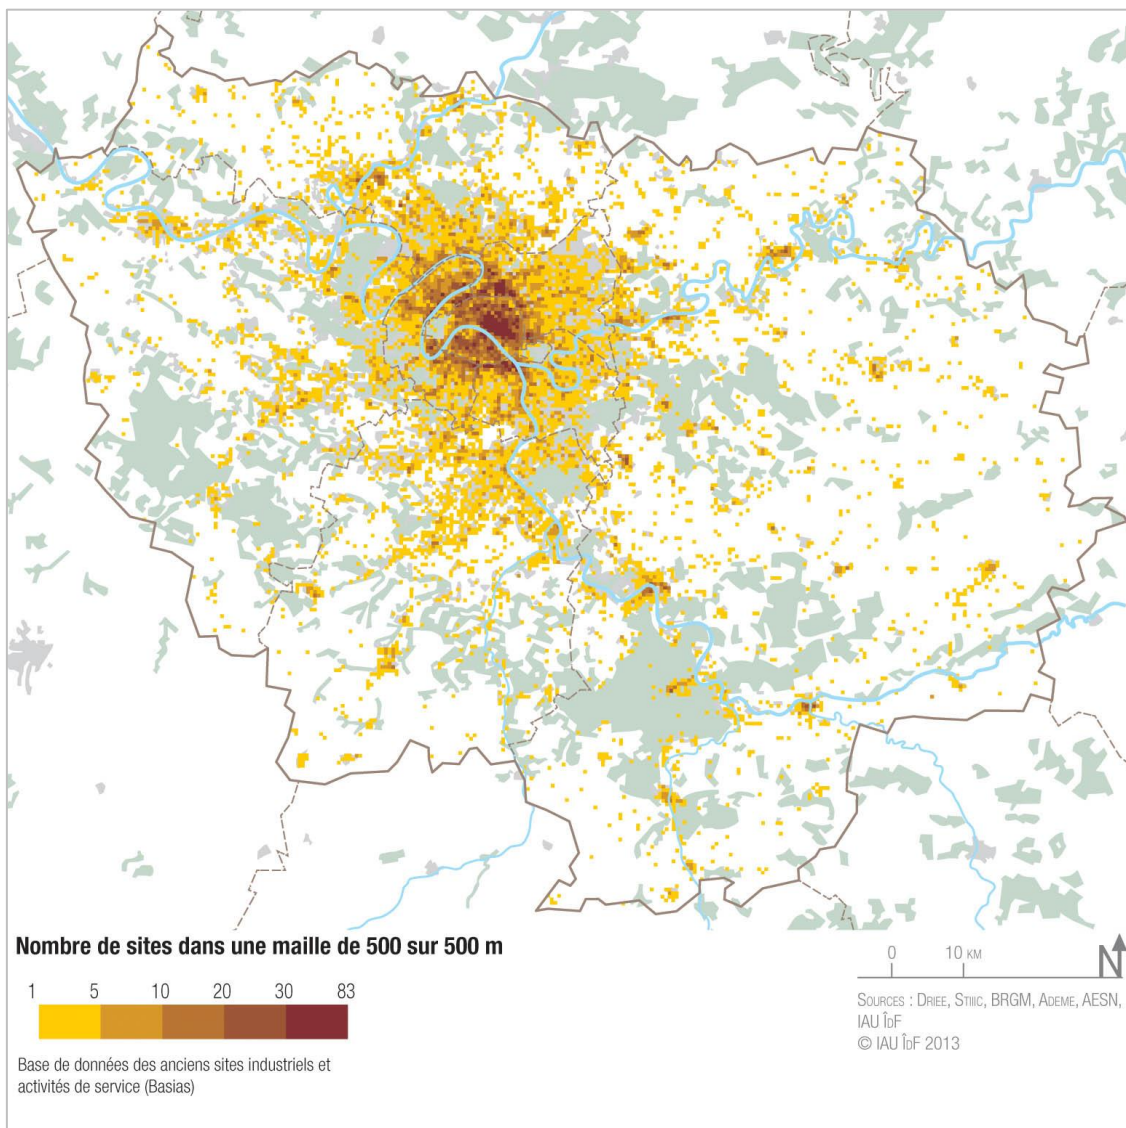 Nombre de sites dans une maille de 500 sur 500 m
1 5 10 20 30 83
Base de données des anciens sites industriels et
activités de service (Basias)
0 10 KM
N
SOURCES : DRIEE, STIIIC, BRGM, ADEME, AESN,
IAU ÎDF
© IAU ÎDF 2013